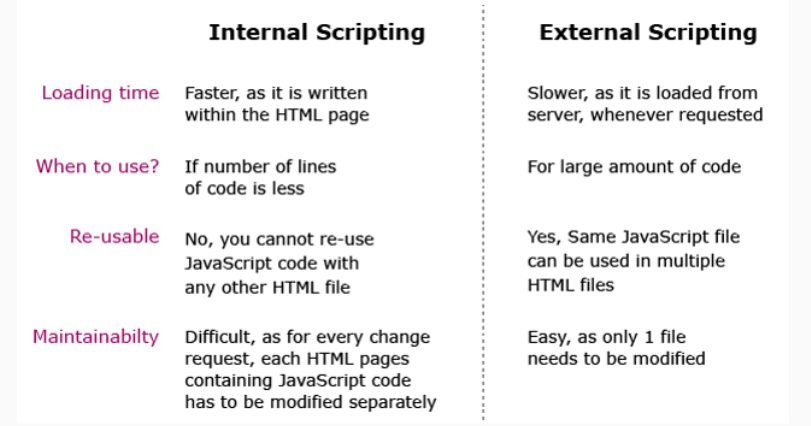 Internal Scripting
External Scripting
Loading time
Faster, as it is written
within the HTML page
Slower, as it is loaded from
server, whenever requested
When to use?
If number of lines
of code is less
For large amount of code
Re-usable
No, you cannot re-use
JavaScript code with
any other HTML file
Yes, Same JavaScript file
can be used in multiple
HTML files
Maintainabilty
Difficult, as for every change
request, each HTML pages
containing JavaScript code
has to be modified separately
Easy, as only 1 file
needs to be modified